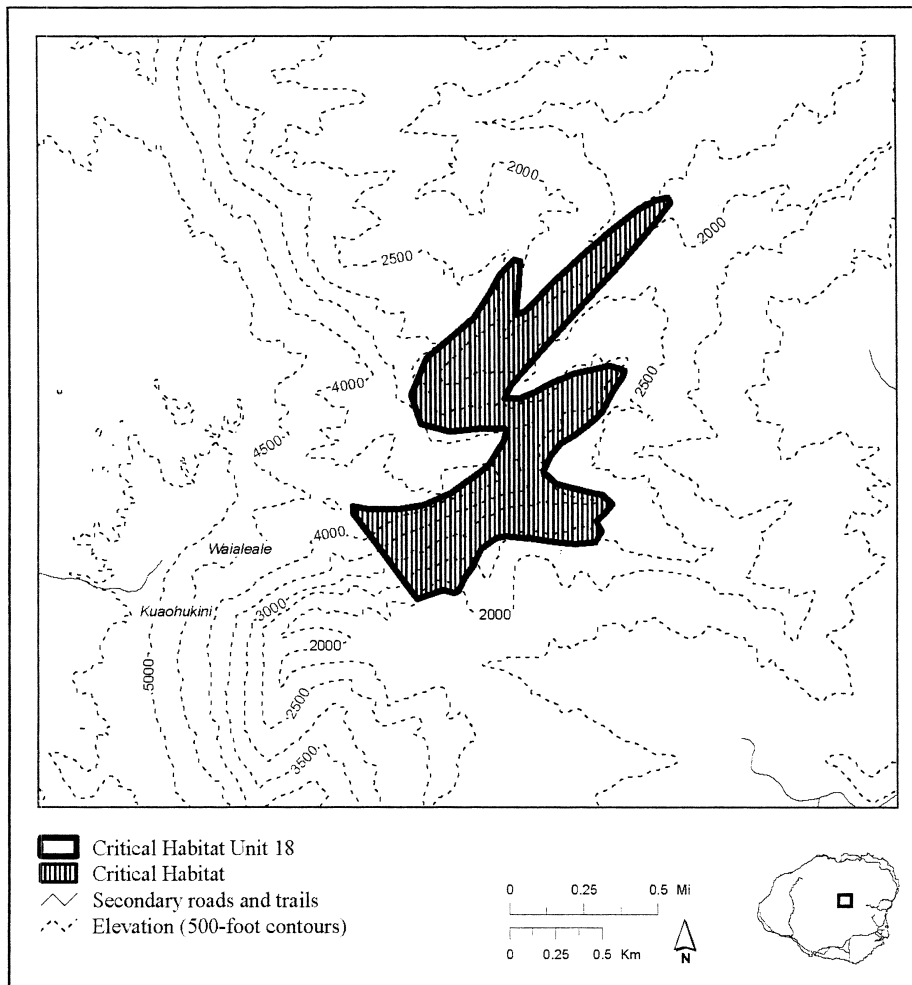 2000
2000
2500
4000
2500
4500
4000
Waialeale
Kuaohukini
3000
2000
2000
5000
2500
3500
Critical Habitat Unit 18
Critical Habitat
Secondary roads and trails
Elevation (500-foot contours)
0 0.25 0.5 Mi
0 0.25 0.5 Km
N